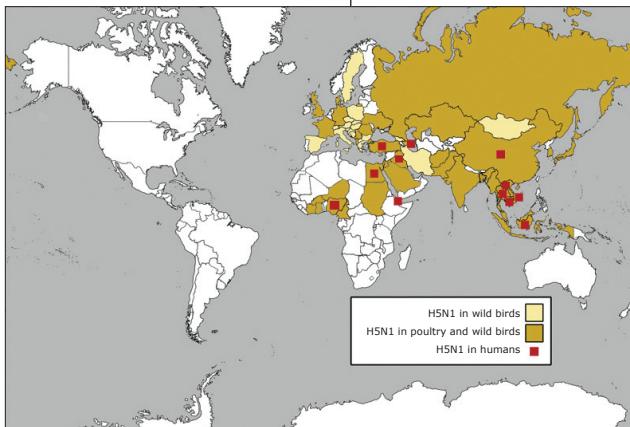 H5N1 in wild birds
H5N1 in poultry and wild birds
H5N1 in humans